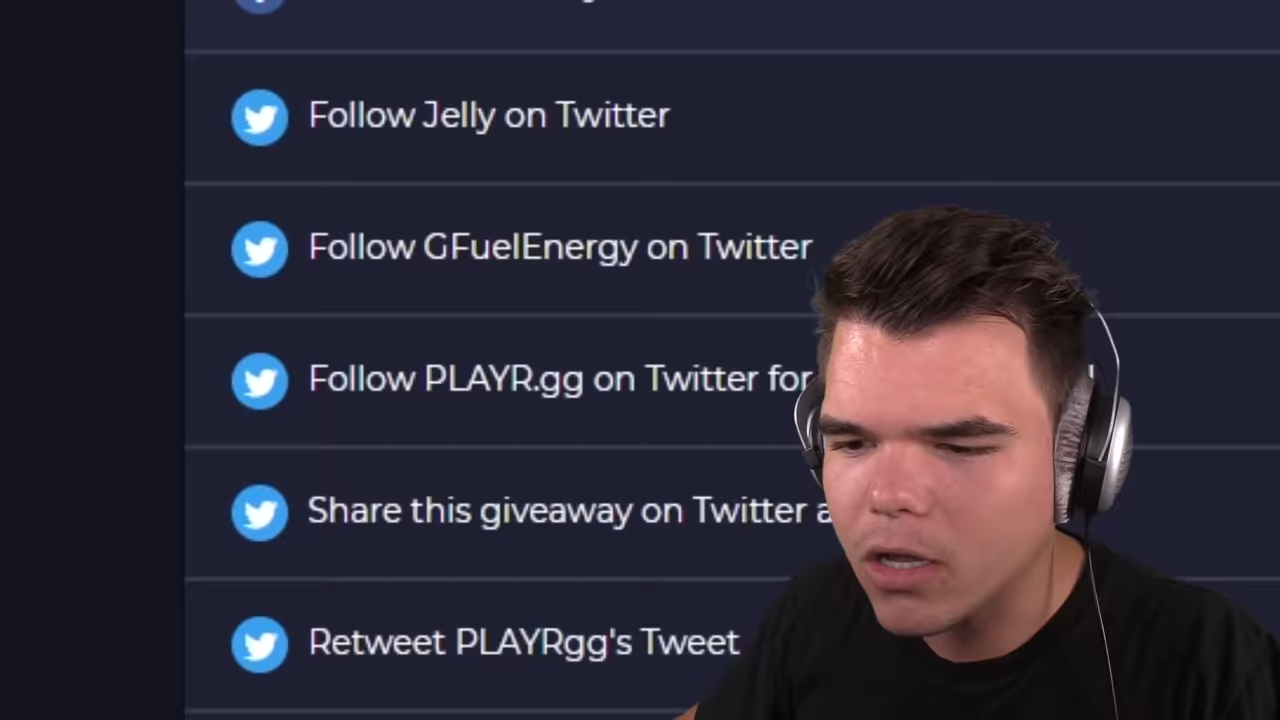 Follow Jelly on Twitter
Follow GFuelEnergy on Twitter
Follow PLAYR.gg on Twitter for
Share this giveaway on Twitter
Retweet PLAYRgg's Tweet